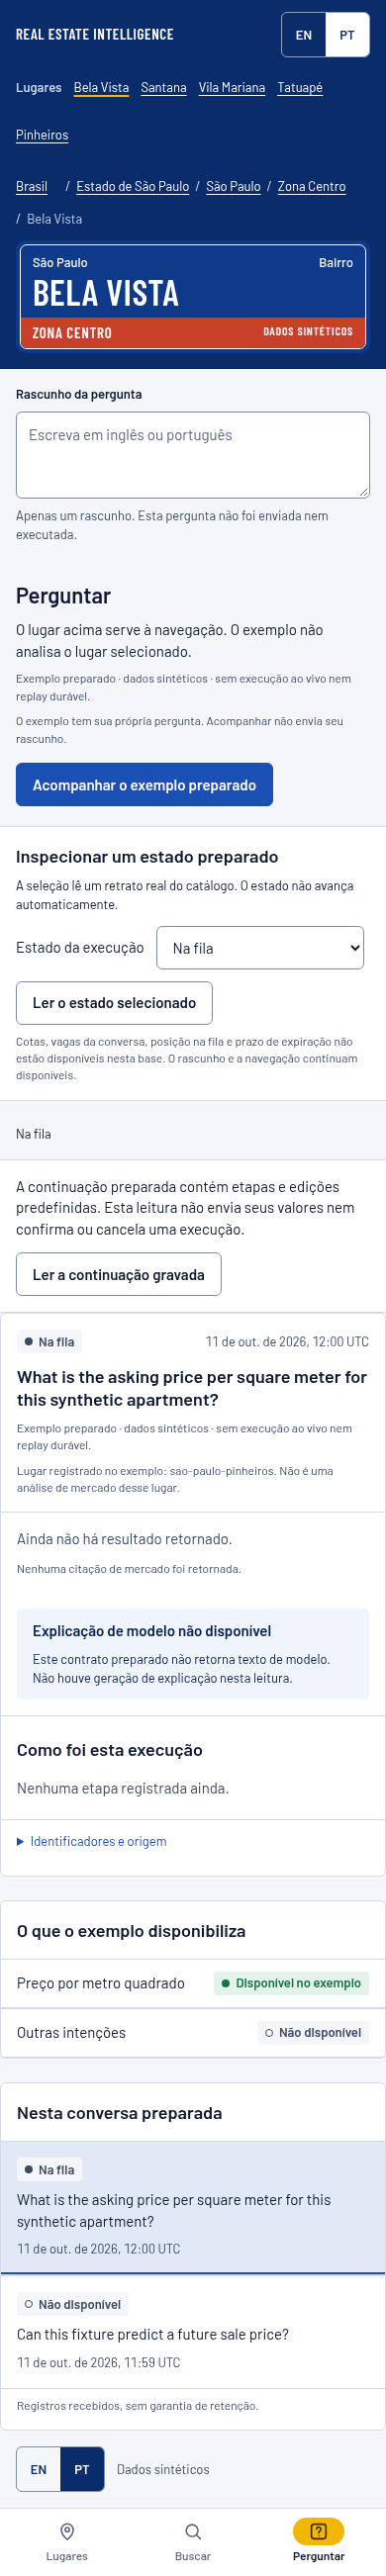 REAL ESTATE INTELLIGENCE
EN PT
Lugares Bela Vista Santana Vila Mariana Tatuapé
Pinheiros
Brasil / Estado de São Paulo / São Paulo / Zona Centro
/ Bela Vista
São Paulo Bairro
BELA VISTA
ZONA CENTRO DADOS SINTÉTICOS
Rascunho da pergunta
Escreva em inglês ou português
Apenas um rascunho. Esta pergunta não foi enviada nem
executada.
Perguntar
O lugar acima serve à navegação. O exemplo não
analisa o lugar selecionado.
Exemplo preparado · dados sintéticos · sem execução ao vivo nem
replay durável.
O exemplo tem sua própria pergunta. Acompanhar não envia seu
rascunho.
Acompanhar o exemplo preparado
Inspecionar um estado preparado
A seleção lê um retrato real do catálogo. O estado não avança
automaticamente.
Estado da execução Na fila
Ler o estado selecionado
Cotas, vagas da conversa, posição na fila e prazo de expiração não
estão disponíveis nesta base. O rascunho e a navegação continuam
disponíveis.
Na fila
A continuação preparada contém etapas e edições
predefinidas. Esta leitura não envia seus valores nem
confirma ou cancela uma execução.
Ler a continuação gravada
Na fila 11 de out. de 2026, 12:00 UTC
What is the asking price per square meter for
this synthetic apartment?
Exemplo preparado · dados sintéticos · sem execução ao vivo nem
replay durável.
Lugar registrado no exemplo: sao-paulo-pinheiros. Não é uma
análise de mercado desse lugar.
Ainda não há resultado retornado.
Nenhuma citação de mercado foi retornada.
Explicação de modelo não disponível
Este contrato preparado não retorna texto de modelo.
Não houve geração de explicação nesta leitura.
Como foi esta execução
Nenhuma etapa registrada ainda.
Identificadores e origem
O que o exemplo disponibiliza
Preço por metro quadrado Disponível no exemplo
Outras intenções Não disponível
Nesta conversa preparada
Na fila
What is the asking price per square meter for this
synthetic apartment?
11 de out. de 2026, 12:00 UTC
Não disponível
Can this fixture predict a future sale price?
11 de out. de 2026, 11:59 UTC
Registros recebidos, sem garantia de retenção.
EN PT Dados sintéticos
Lugares Buscar Perguntar